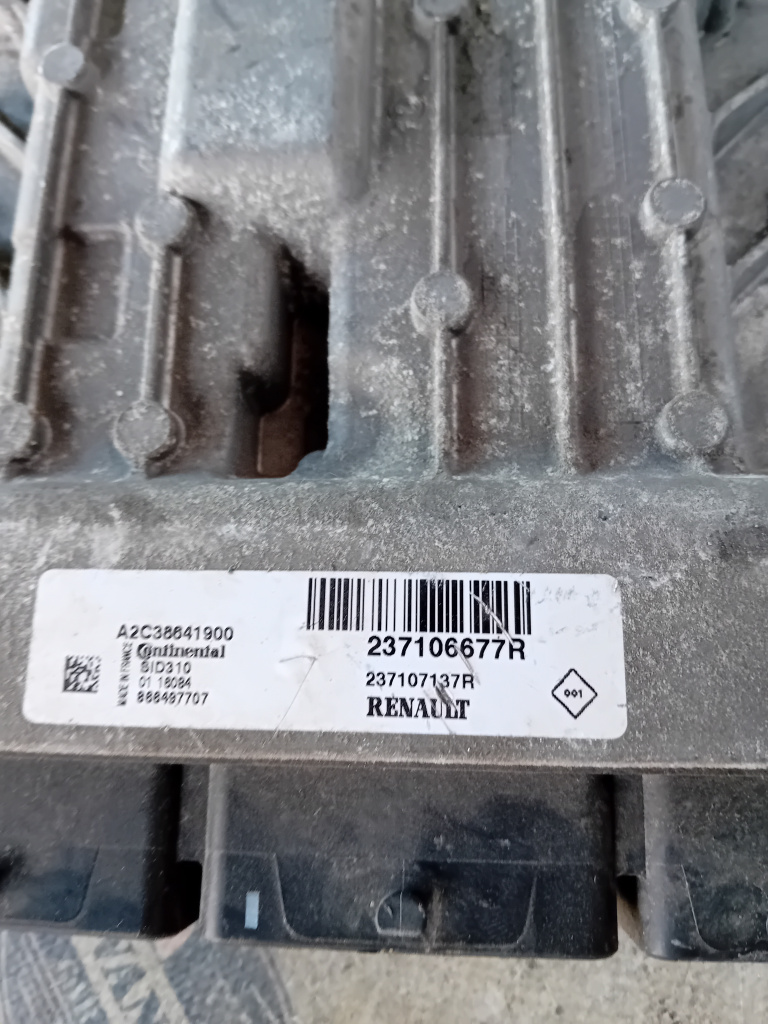 A2C38641900
Continental
SID310
01 18084
888497707
MADE IN FRANCE
237106677R
237107137R
RENAULT
001